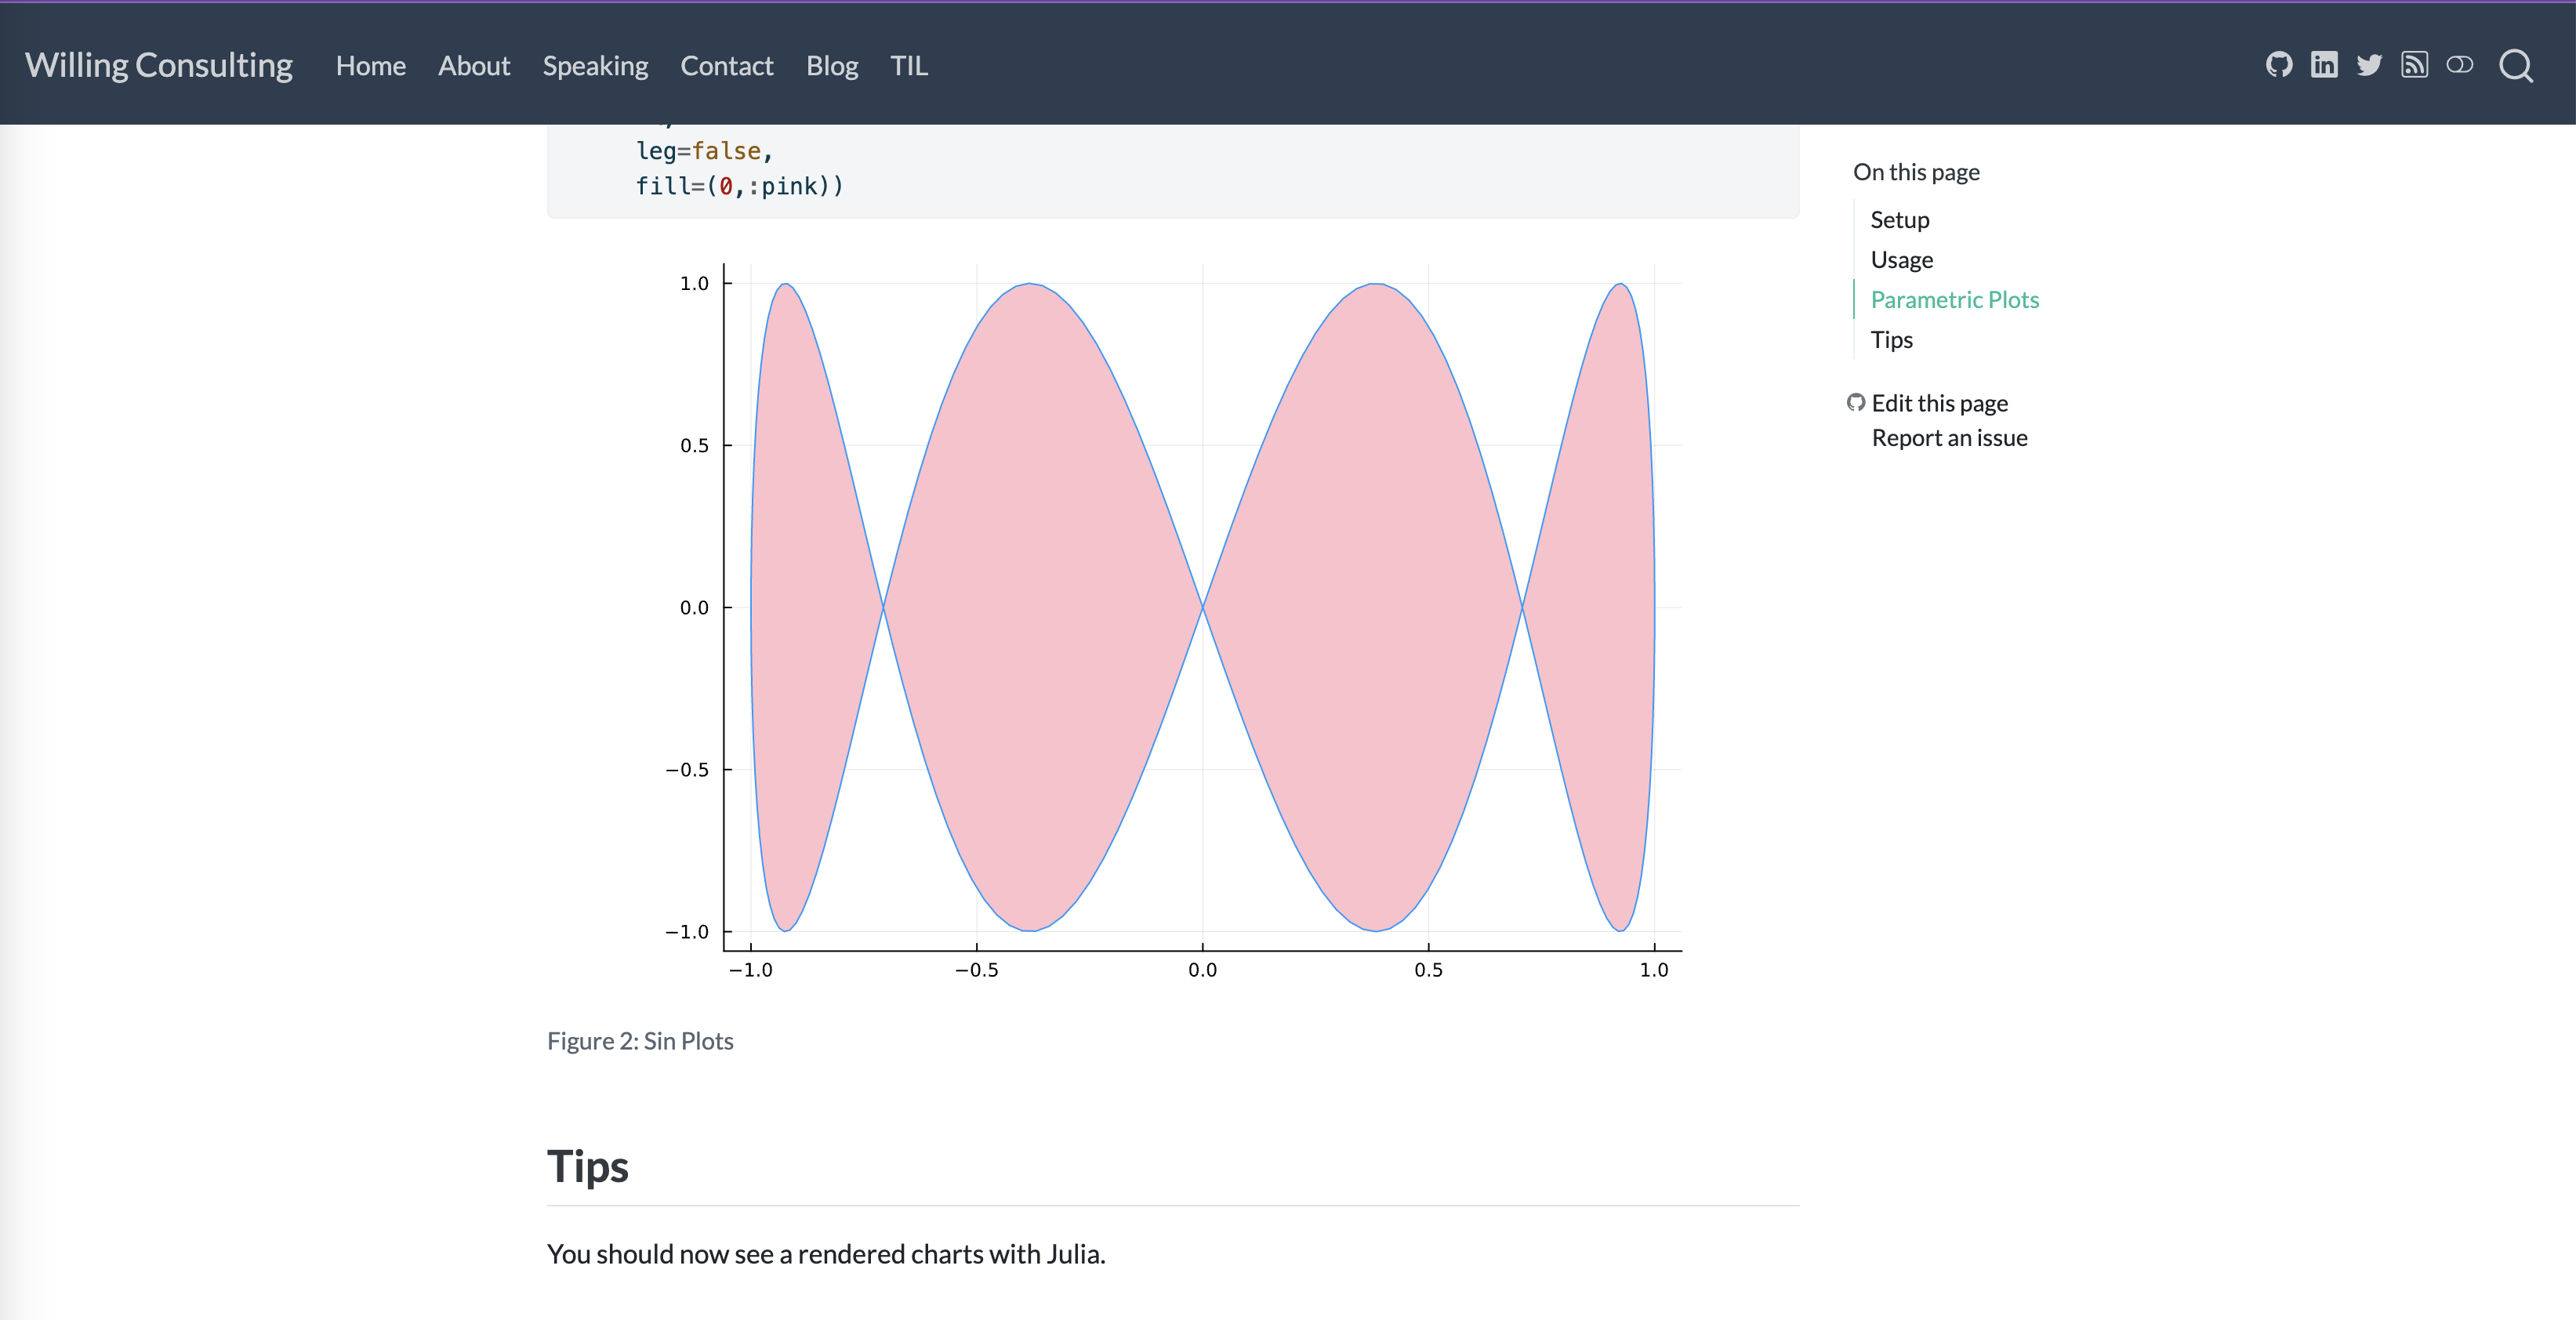 Willing Consulting Home About Speaking Contact Blog TIL
leg=false,
fill=(0,:pink))
On this page
Setup
Usage
Parametric Plots
Tips
Edit this page
Report an issue
1.0
0.5
0.0
−0.5
−1.0
−1.0 −0.5 0.0 0.5 1.0
Figure 2: Sin Plots
Tips
You should now see a rendered charts with Julia.